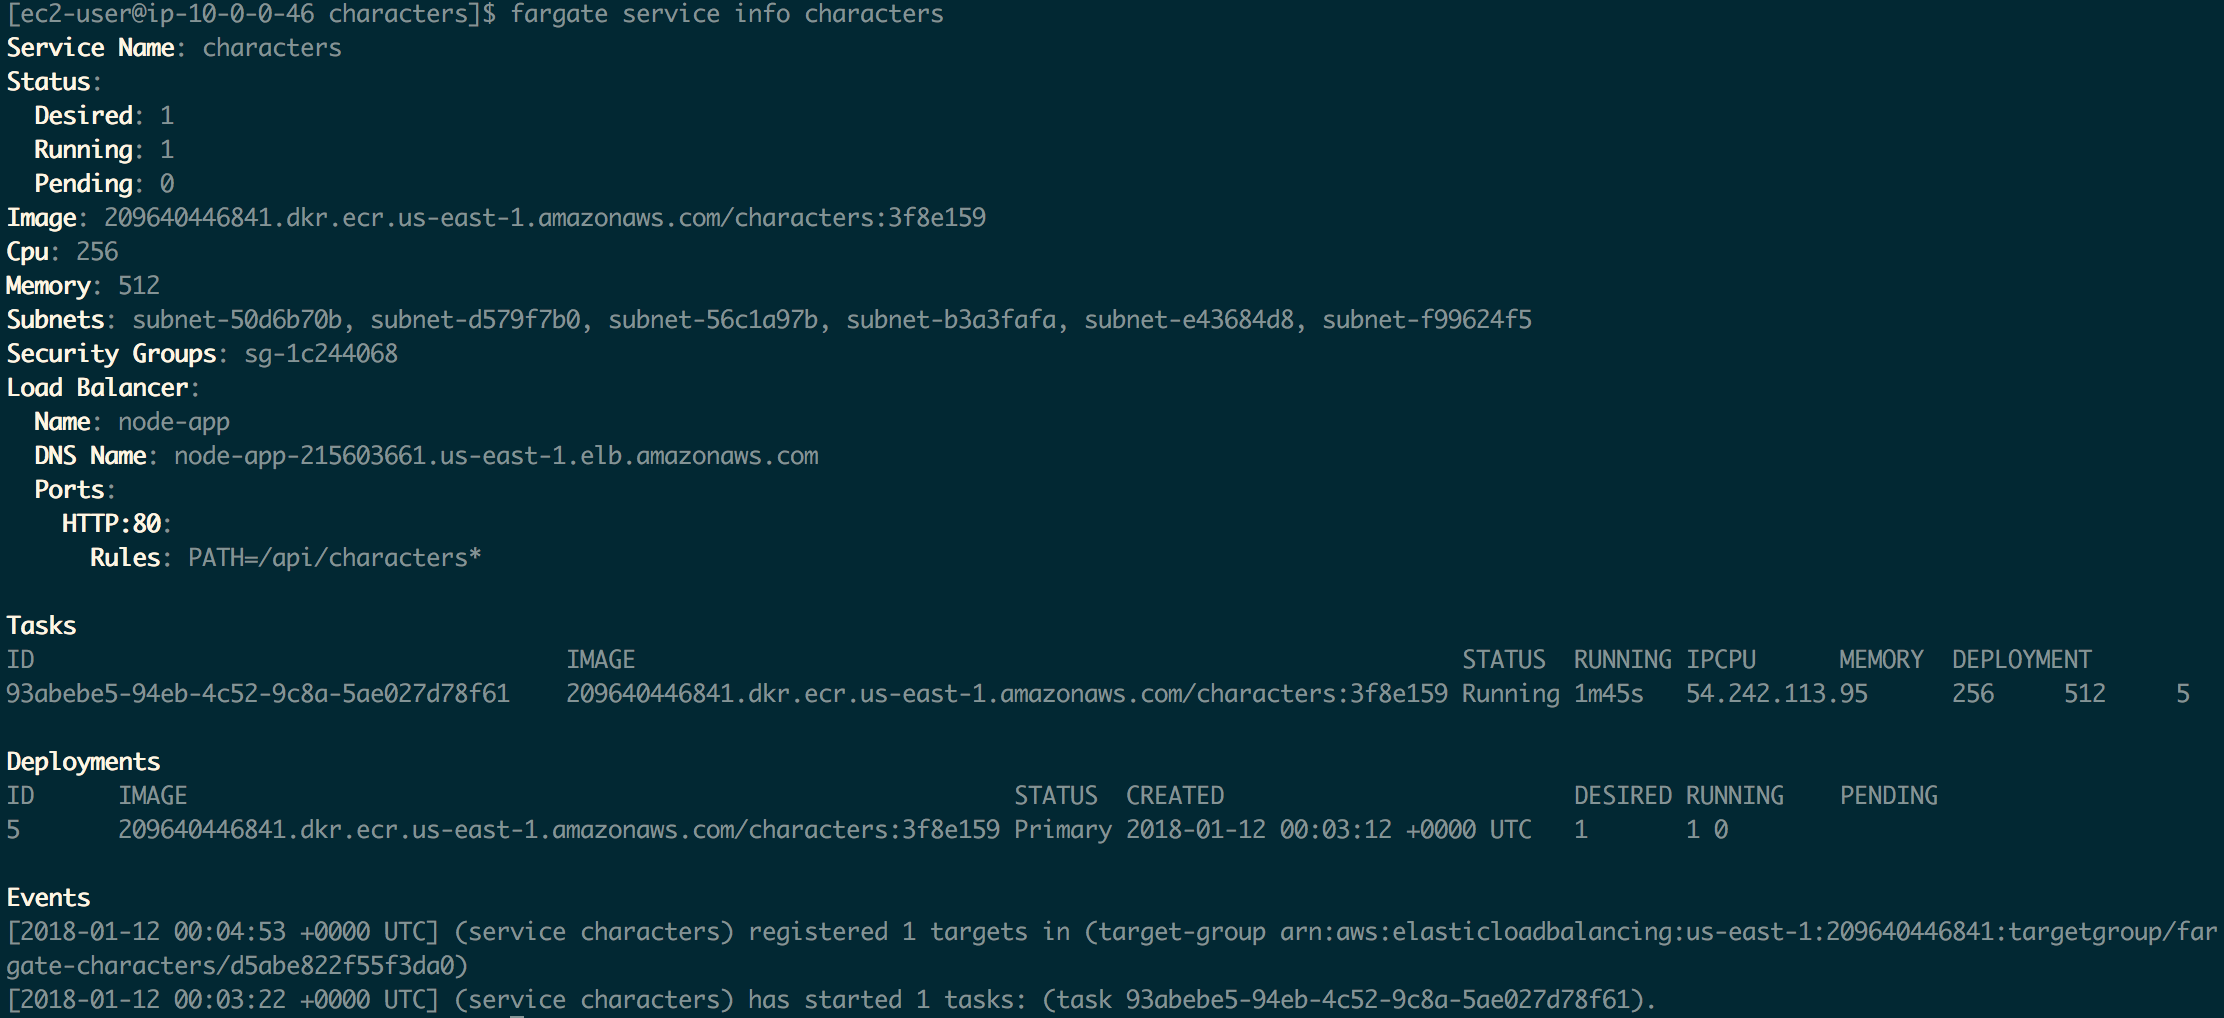 [ec2-user@ip-10-0-0-46 characters]$ fargate service info characters
Service Name: characters
Status:
  Desired: 1
  Running: 1
  Pending: 0
Image: 209640446841.dkr.ecr.us-east-1.amazonaws.com/characters:3f8e159
Cpu: 256
Memory: 512
Subnets: subnet-50d6b70b, subnet-d579f7b0, subnet-56c1a97b, subnet-b3a3fafa, subnet-e43684d8, subnet-f99624f5
Security Groups: sg-1c244068
Load Balancer:
  Name: node-app
  DNS Name: node-app-215603661.us-east-1.elb.amazonaws.com
  Ports:
    HTTP:80:
      Rules: PATH=/api/characters*

Tasks
ID                                      IMAGE                                                           STATUS  RUNNING IPCPU      MEMORY  DEPLOYMENT
93abebe5-94eb-4c52-9c8a-5ae027d78f61    209640446841.dkr.ecr.us-east-1.amazonaws.com/characters:3f8e159 Running 1m45s   54.242.113.95      256     512     5

Deployments
ID      IMAGE                                                           STATUS  CREATED                         DESIRED RUNNING    PENDING
5       209640446841.dkr.ecr.us-east-1.amazonaws.com/characters:3f8e159 Primary 2018-01-12 00:03:12 +0000 UTC   1       1 0

Events
[2018-01-12 00:04:53 +0000 UTC] (service characters) registered 1 targets in (target-group arn:aws:elasticloadbalancing:us-east-1:209640446841:targetgroup/far
gate-characters/d5abe822f55f3da0)
[2018-01-12 00:03:22 +0000 UTC] (service characters) has started 1 tasks: (task 93abebe5-94eb-4c52-9c8a-5ae027d78f61).